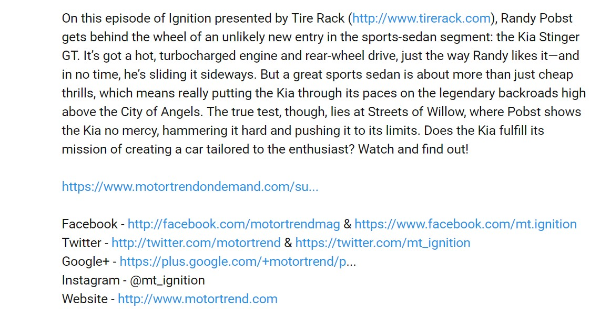 On this episode of Ignition presented by Tire Rack (http://www.tirerack.com), Randy Pobst
gets behind the wheel of an unlikely new entry in the sports-sedan segment: the Kia Stinger
GT. It's got a hot, turbocharged engine and rear-wheel drive, just the way Randy likes it—and
in no time, he's sliding it sideways. But a great sports sedan is about more than just cheap
thrills, which means really putting the Kia through its paces on the legendary backroads high
above the City of Angels. The true test, though, lies at Streets of Willow, where Pobst shows
the Kia no mercy, hammering it hard and pushing it to its limits. Does the Kia fulfill its
mission of creating a car tailored to the enthusiast? Watch and find out!
https://www.motortrendondemand.com/su...
Facebook - http://facebook.com/motortrendmag & https://www.facebook.com/mt.ignition
Twitter - http://twitter.com/motortrend & https://twitter.com/mt_ignition
Google+ - https://plus.google.com/+motortrend/p...
Instagram - @mt_ignition
Website - http://www.motortrend.com